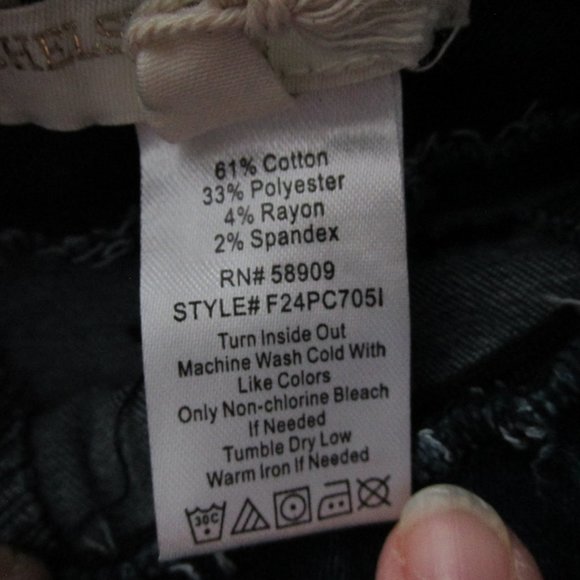 61% Cotton
33% Polyester
4% Rayon
2% Spandex
RN# 58909
STYLE# F24PC705I
Turn Inside Out
Machine Wash Cold With
Like Colors
Only Non-chlorine Bleach
If Needed
Tumble Dry Low
Warm Iron If Needed
30C